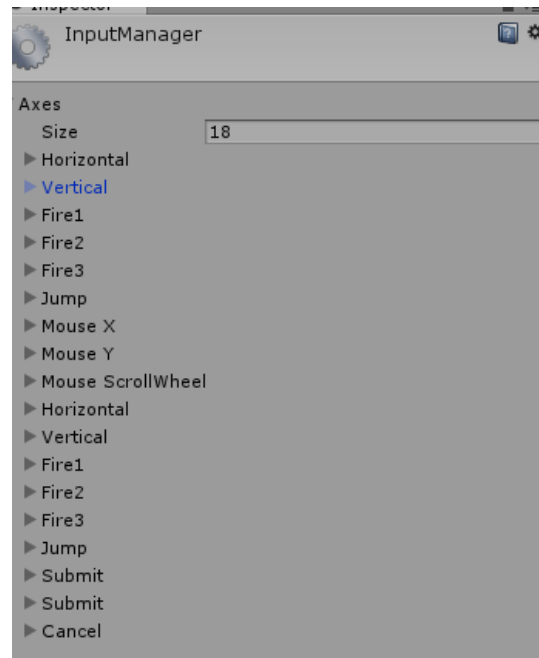 Inspector
InputManager
Axes
Size 18
Horizontal
Vertical
Fire1
Fire2
Fire3
Jump
Mouse X
Mouse Y
Mouse ScrollWheel
Horizontal
Vertical
Fire1
Fire2
Fire3
Jump
Submit
Submit
Cancel